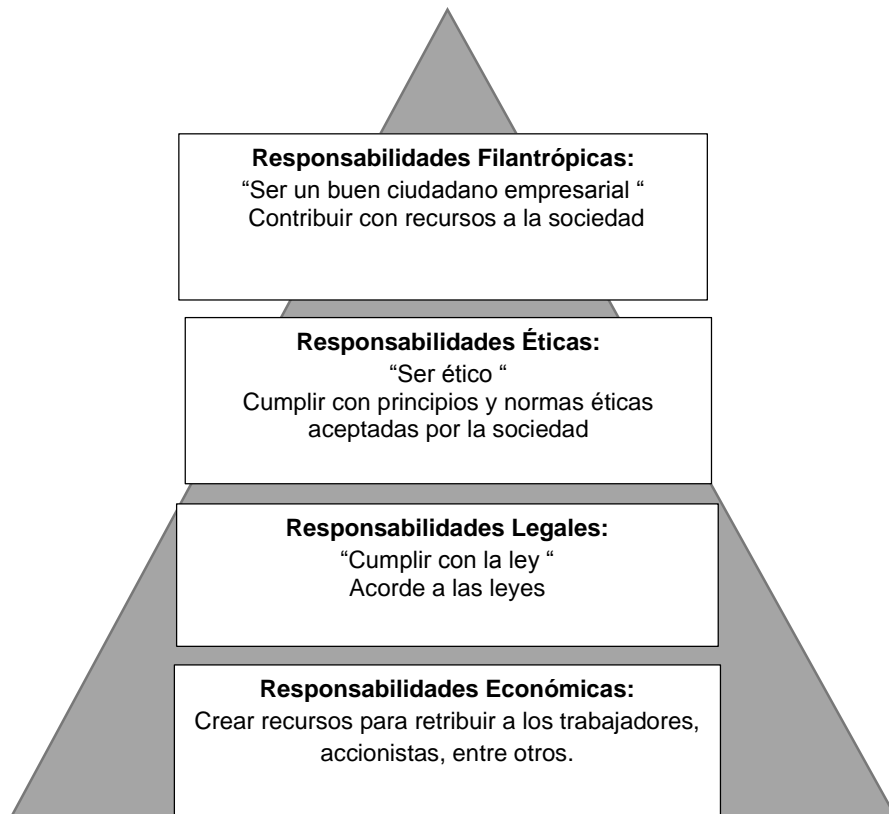 Responsabilidades Filantrópicas:
“Ser un buen ciudadano empresarial “
Contribuir con recursos a la sociedad
Responsabilidades Éticas:
“Ser ético “
Cumplir con principios y normas éticas
aceptadas por la sociedad
Responsabilidades Legales:
“Cumplir con la ley “
Acorde a las leyes
Responsabilidades Económicas:
Crear recursos para retribuir a los trabajadores,
accionistas, entre otros.